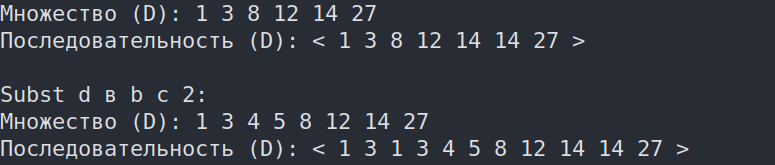 Множество (D): 1 3 8 12 14 27
Последовательность (D): < 1 3 8 12 14 14 27 >
Subst d в b с 2:
Множество (D): 1 3 4 5 8 12 14 27
Последовательность (D): < 1 3 1 3 4 5 8 12 14 14 27 >